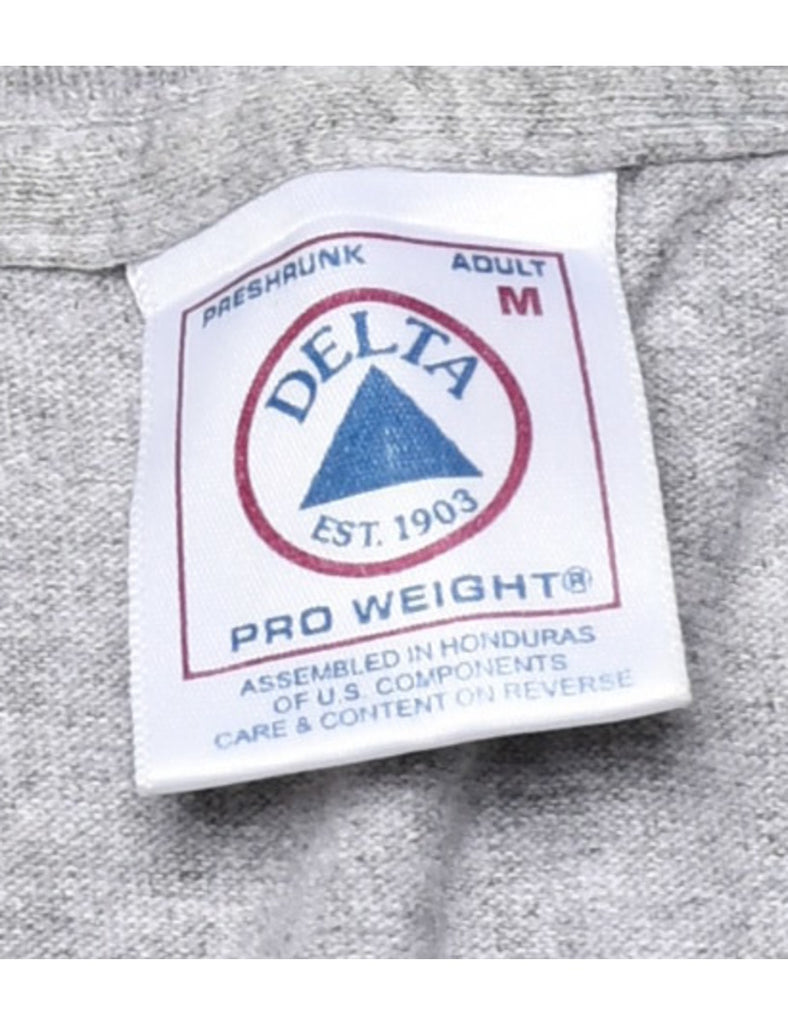 PRESHRUNK ADULT
M
DELTA
EST. 1903
PRO WEIGHT®
ASSEMBLED IN HONDURAS
OF U.S. COMPONENTS
CARE & CONTENT ON REVERSE